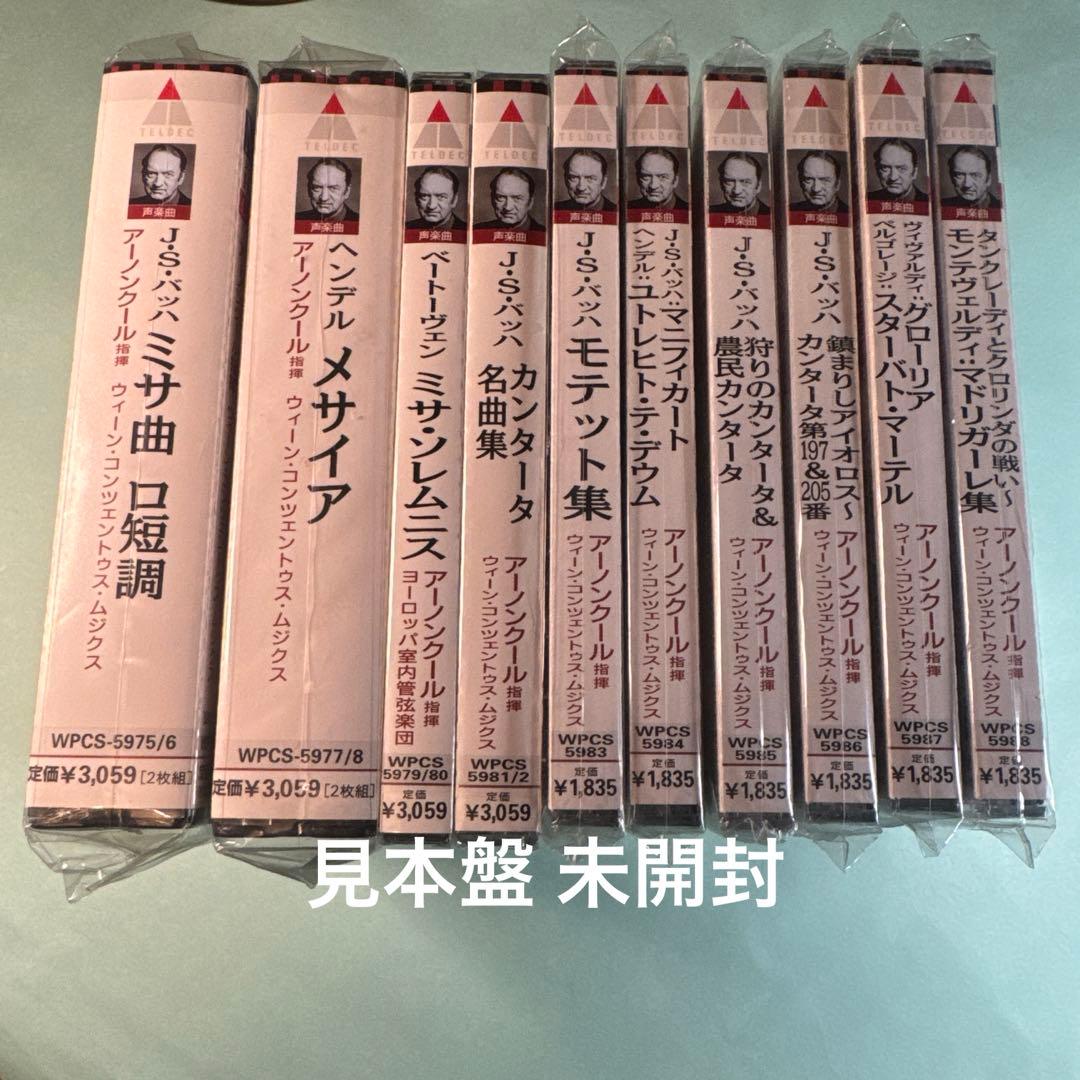 TELDEC
声楽曲
J・S・バッハ ミサ曲 ロ短調
アーノンクール指揮 ウィーン・コンツェントゥス・ムジクス
WPCS-5975/6
定価¥3,059[2枚組]
TELDEC
声楽曲
ヘンデル メサイア
アーノンクール指揮 ウィーン・コンツェントゥス・ムジクス
WPCS-5977/8
定価¥3,059[2枚組]
TELDEC
声楽曲
ベートーヴェン ミサ・ソレムニス
アーノンクール指揮
ヨーロッパ室内管弦楽団
WPCS
5979/80
定価
¥3,059
TELDEC
声楽曲
J・S・バッハ
カンタータ
名曲集
アーノンクール指揮
ウィーン・コンツェントゥス・ムジクス
WPCS
5981/2
定価
¥3,059
TELDEC
声楽曲
J・S・バッハ モテット集
アーノンクール指揮
ウィーン・コンツェントゥス・ムジクス
WPCS
5983
定価
¥1,835
TELDEC
声楽曲
J・S・バッハ:マニフィカート
ヘンデル:ユトレヒト・テ・デウム
アーノンクール指揮
ウィーン・コンツェントゥス・ムジクス
WPCS
5984
定価
¥1,835
TELDEC
声楽曲
J・S・バッハ
狩りのカンタータ&
農民カンタータ
アーノンクール指揮
ウィーン・コンツェントゥス・ムジクス
WPCS
5985
定価
¥1,835
TELDEC
声楽曲
J・S・バッハ
鎮まりしアイオロス〜
カンタータ第197&205番
アーノンクール指揮
ウィーン・コンツェントゥス・ムジクス
WPCS
5986
定価
¥1,835
TELDEC
声楽曲
ヴィヴァルディ:グローリア
ペルゴレージ:スターバト・マーテル
アーノンクール指揮
ウィーン・コンツェントゥス・ムジクス
WPCS
5987
定価
¥1,835
TELDEC
声楽曲
タンクレーディとクロリンダの戦い〜
モンテヴェルディ:マドリガーレ集
アーノンクール指揮
ウィーン・コンツェントゥス・ムジクス
WPCS
5988
定価
¥1,835
見本盤 未開封